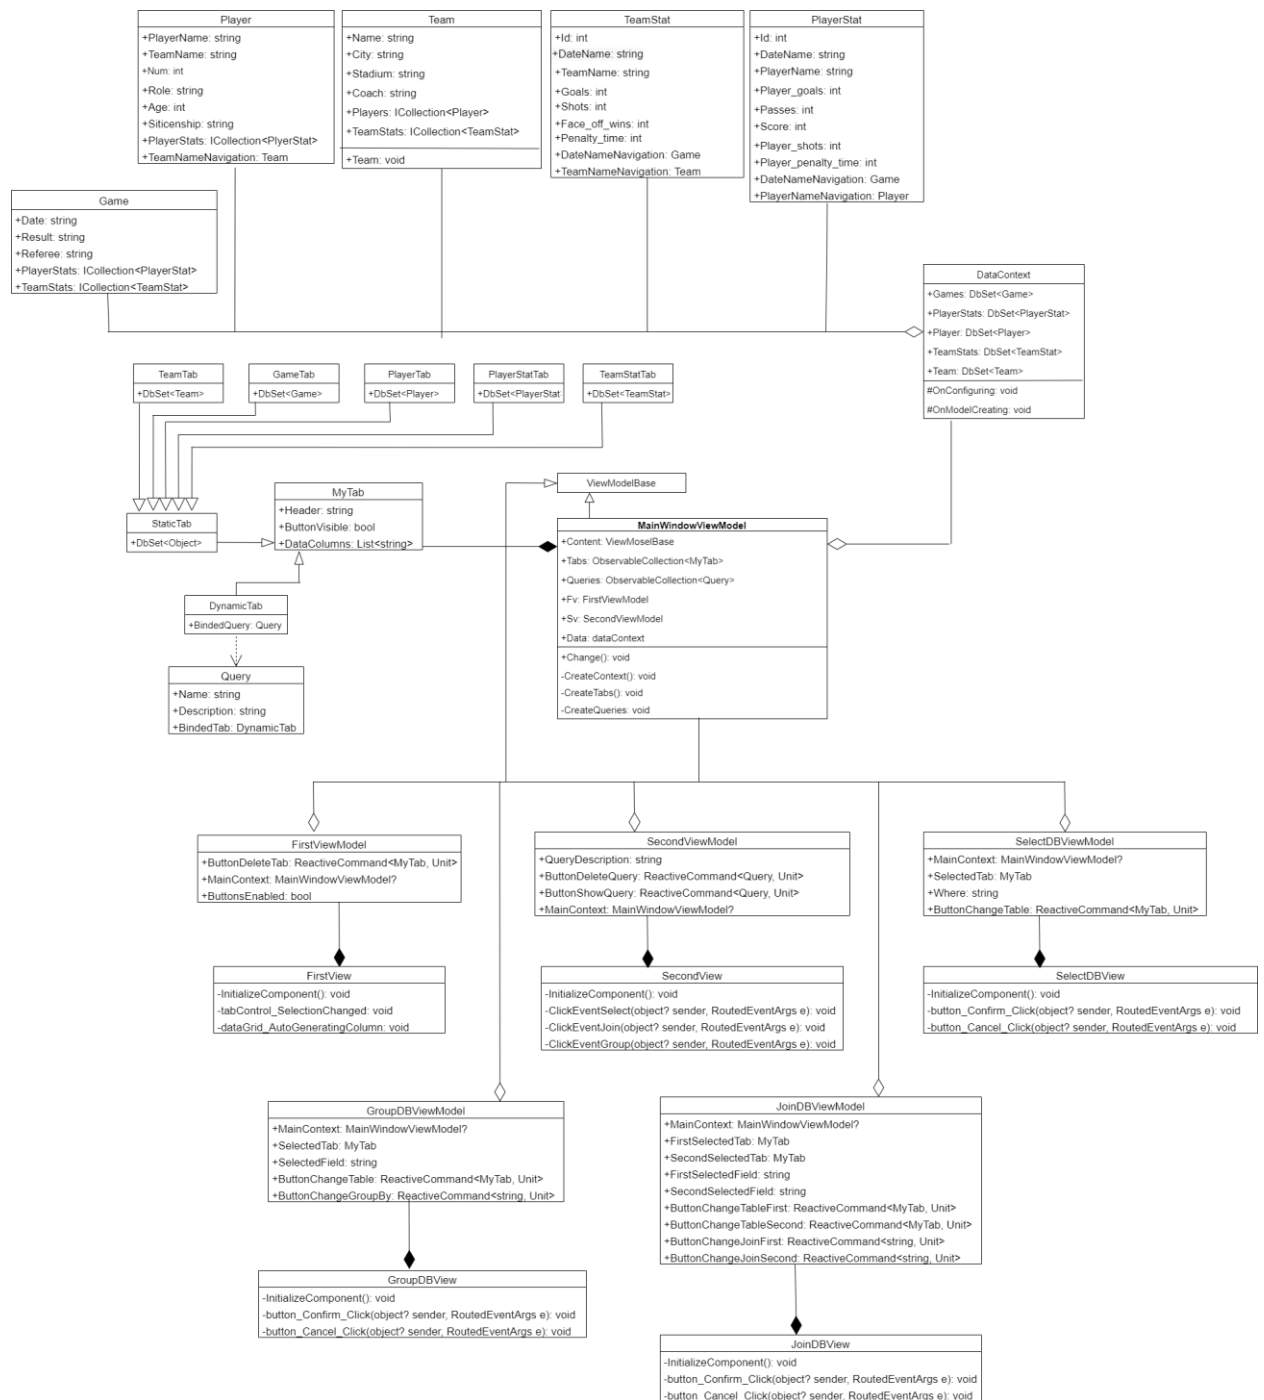 Player
+PlayerName: string
+TeamName: string
+Num: int
+Role: string
+Age: int
+Siticenship: string
+PlayerStats: ICollection<PlyerStat>
+TeamNameNavigation: Team
Team
+Name: string
+City: string
+Stadium: string
+Coach: string
+Players: ICollection<Player>
+TeamStats: ICollection<TeamStat>
+Team: void
TeamStat
+Id: int
+DateName: string
+TeamName: string
+Goals: int
+Shots: int
+Face_off_wins: int
+Penalty_time: int
+DateNameNavigation: Game
+TeamNameNavigation: Team
PlayerStat
+Id: int
+DateName: string
+PlayerName: string
+Player_goals: int
+Passes: int
+Score: int
+Player_shots: int
+Player_penalty_time: int
+DateNameNavigation: Game
+PlayerNameNavigation: Player
Game
+Date: string
+Result: string
+Referee: string
+PlayerStats: ICollection<PlayerStat>
+TeamStats: ICollection<TeamStat>
DataContext
+Games: DbSet<Game>
+PlayerStats: DbSet<PlayerStat>
+Player: DbSet<Player>
+TeamStats: DbSet<TeamStat>
+Team: DbSet<Team>
#OnConfiguring: void
#OnModelCreating: void
TeamTab
+DbSet<Team>
GameTab
+DbSet<Game>
PlayerTab
+DbSet<Player>
PlayerStatTab
+DbSet<PlayerStat
TeamStatTab
+DbSet<TeamStat>
StaticTab
+DbSet<Object>
MyTab
+Header: string
+ButtonVisible: bool
+DataColumns: List<string>
ViewModelBase
MainWindowViewModel
+Content: ViewMoselBase
+Tabs: ObservableCollection<MyTab>
+Queries: ObservableCollection<Query>
+Fv: FirstViewModel
+Sv: SecondViewModel
+Data: dataContext
+Change(): void
-CreateContext(): void
-CreateTabs(): void
-CreateQueries: void
DynamicTab
+BindedQuery: Query
Query
+Name: string
+Description: string
+BindedTab: DynamicTab
FirstViewModel
+ButtonDeleteTab: ReactiveCommand<MyTab, Unit>
+MainContext: MainWindowViewModel?
+ButtonsEnabled: bool
SecondViewModel
+QueryDescription: string
+ButtonDeleteQuery: ReactiveCommand<Query, Unit>
+ButtonShowQuery: ReactiveCommand<Query, Unit>
+MainContext: MainWindowViewModel?
SelectDBViewModel
+MainContext: MainWindowViewModel?
+SelectedTab: MyTab
+Where: string
+ButtonChangeTable: ReactiveCommand<MyTab, Unit>
FirstView
-InitializeComponent(): void
-tabControl_SelectionChanged: void
-dataGrid_AutoGeneratingColumn: void
SecondView
-InitializeComponent(): void
-ClickEventSelect(object? sender, RoutedEventArgs e): void
-ClickEventJoin(object? sender, RoutedEventArgs e): void
-ClickEventGroup(object? sender, RoutedEventArgs e): void
SelectDBView
-InitializeComponent(): void
-button_Confirm_Click(object? sender, RoutedEventArgs e): void
-button_Cancel_Click(object? sender, RoutedEventArgs e): void
GroupDBViewModel
+MainContext: MainWindowViewModel?
+SelectedTab: MyTab
+SelectedField: string
+ButtonChangeTable: ReactiveCommand<MyTab, Unit>
+ButtonChangeGroupBy: ReactiveCommand<string, Unit>
JoinDBViewModel
+MainContext: MainWindowViewModel?
+FirstSelectedTab: MyTab
+SecondSelectedTab: MyTab
+FirstSelectedField: string
+SecondSelectedField: string
+ButtonChangeTableFirst: ReactiveCommand<MyTab, Unit>
+ButtonChangeTableSecond: ReactiveCommand<MyTab, Unit>
+ButtonChangeJoinFirst: ReactiveCommand<string, Unit>
+ButtonChangeJoinSecond: ReactiveCommand<string, Unit>
GroupDBView
-InitializeComponent(): void
-button_Confirm_Click(object? sender, RoutedEventArgs e): void
-button_Cancel_Click(object? sender, RoutedEventArgs e): void
JoinDBView
-InitializeComponent(): void
-button_Confirm_Click(object? sender, RoutedEventArgs e): void
-button_Cancel_Click(object? sender, RoutedEventArgs e): void